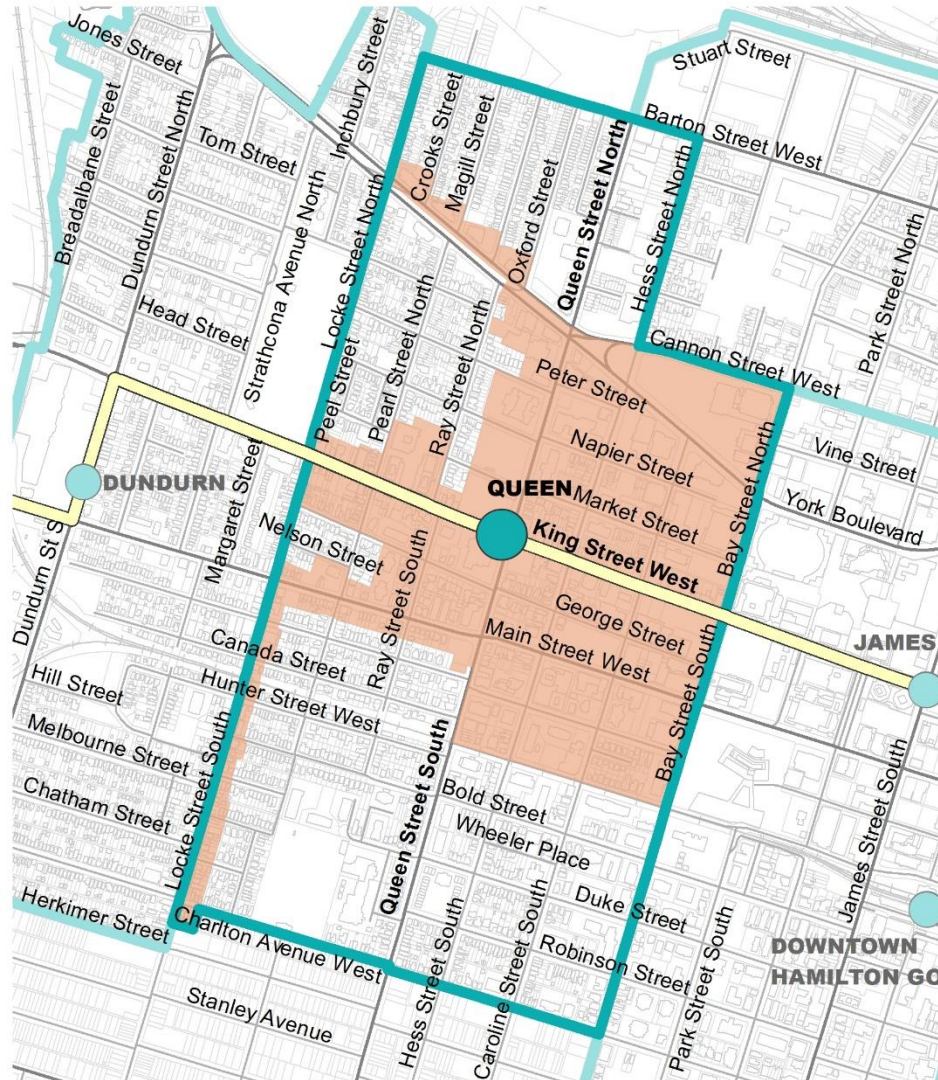 Jones Street
Stuart Street
Inchbury Street
Crooks Street
Magill Street
Barton Street West
Tom Street
Breadalbane Street
Dundurn Street North
Strathcona Avenue North
Locke Street North
Oxford Street
Queen Street North
Hess Street North
Park Street North
Head Street
Pearl Street North
Ray Street North
Cannon Street West
Peel Street
Peter Street
Napier Street
Vine Street
DUNDURN
QUEEN
Market Street
Bay Street North
York Boulevard
Margaret Street
Nelson Street
King Street West
Dundurn St S
Ray Street South
George Street
Main Street West
JAMES
Canada Street
Hunter Street West
Hill Street
Bay Street South
Melbourne Street
Chatham Street
Locke Street South
Queen Street South
Bold Street
Wheeler Place
James Street South
Duke Street
Herkimer Street
Charlton Avenue West
Robinson Street
DOWNTOWN
HAMILTON GO
Stanley Avenue
Hess Street South
Caroline Street South
Park Street South